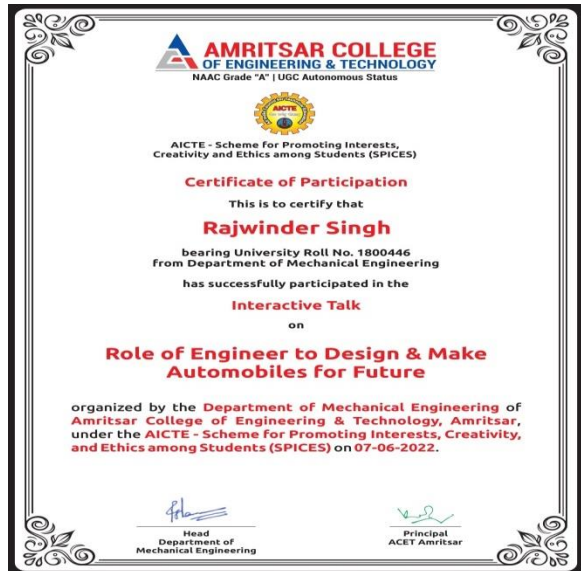 AMRITSAR COLLEGE
OF ENGINEERING & TECHNOLOGY
NAAC Grade "A" | UGC Autonomous Status
AICTE
AICTE - Scheme for Promoting Interests,
Creativity and Ethics among Students (SPICES)
Certificate of Participation
This is to certify that
Rajwinder Singh
bearing University Roll No. 1800446
from Department of Mechanical Engineering
has successfully participated in the
Interactive Talk
on
Role of Engineer to Design & Make
Automobiles for Future
organized by the Department of Mechanical Engineering of
Amritsar College of Engineering & Technology, Amritsar,
under the AICTE - Scheme for Promoting Interests, Creativity,
and Ethics among Students (SPICES) on 07-06-2022.
Head
Department of
Mechanical Engineering
Principal
ACET Amritsar